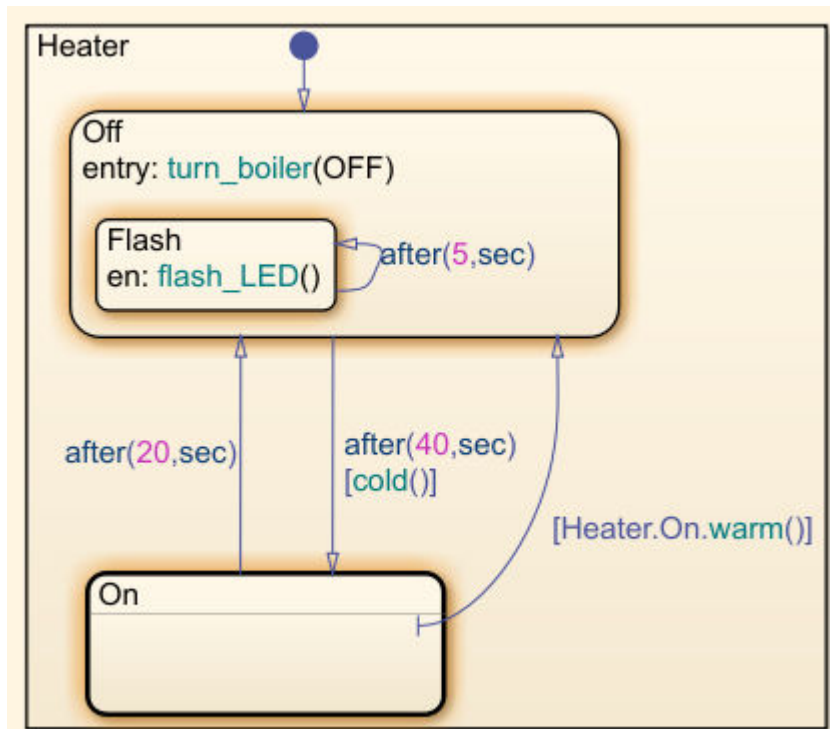 Heater
Off
entry: turn_boiler(OFF)
Flash
en: flash_LED()
after(5,sec)
after(20,sec)
after(40,sec)
[cold()]
[Heater.On.warm()]
On